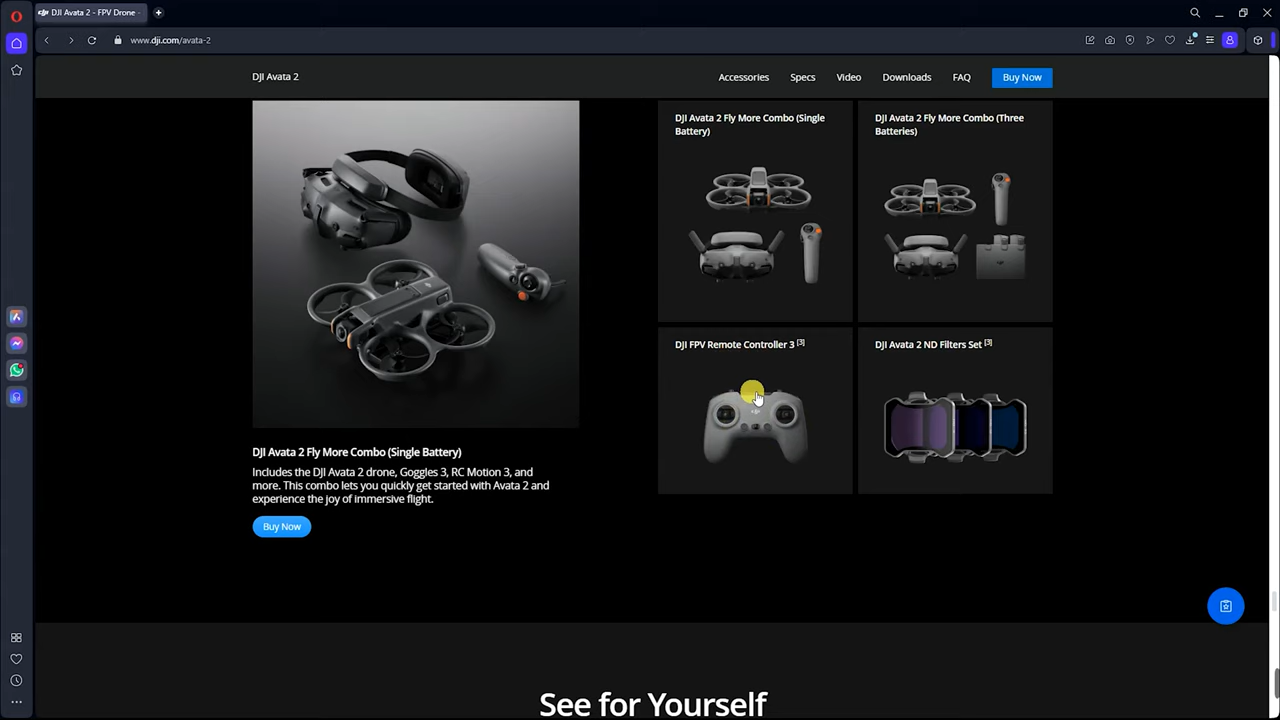 DJI Avata 2 - FPV Drone -
www.dji.com/avata-2
DJI Avata 2
Accessories
Specs
Video
Downloads
FAQ
Buy Now
DJI Avata 2 Fly More Combo (Single Battery)
Includes the DJI Avata 2 drone, Goggles 3, RC Motion 3, and
more. This combo lets you quickly get started with Avata 2 and
experience the joy of immersive flight.
Buy Now
DJI Avata 2 Fly More Combo (Single
Battery)
DJI Avata 2 Fly More Combo (Three
Batteries)
DJI FPV Remote Controller 3 [3]
DJI Avata 2 ND Filters Set [3]
See for Yourself